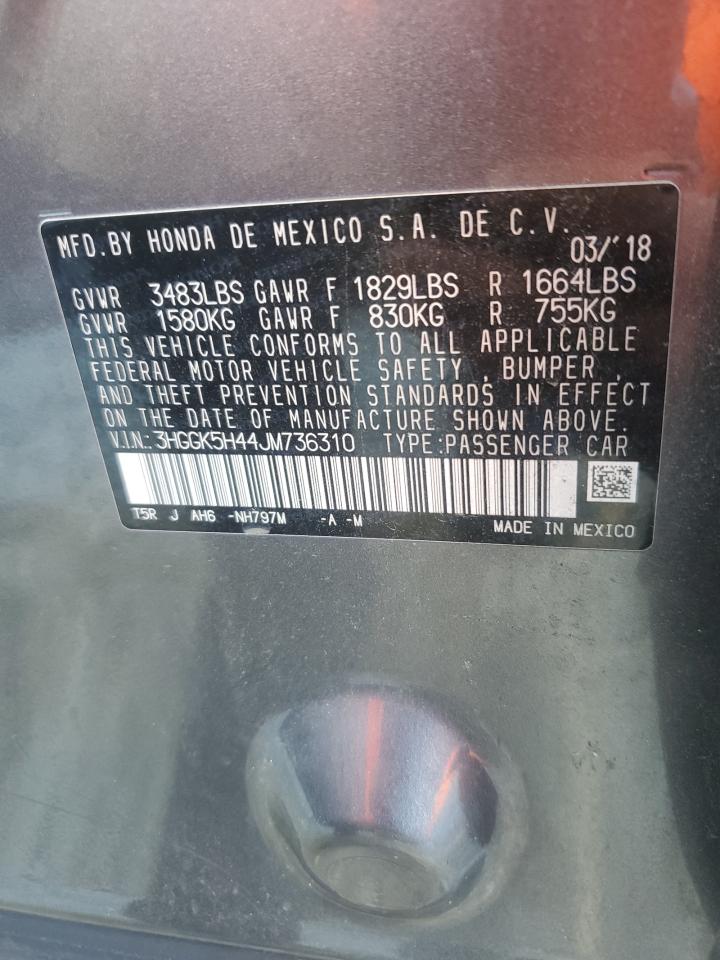 MFD.BY HONDA DE MEXICO S.A. DE C.V.
03/'18
GVWR 3483LBS GAWR F 1829LBS R 1664LBS
GVWR 1580KG GAWR F 830KG R 755KG
THIS VEHICLE CONFORMS TO ALL APPLICABLE
FEDERAL MOTOR VEHICLE SAFETY , BUMPER ,
AND THEFT PREVENTION STANDARDS IN EFFECT
ON THE DATE OF MANUFACTURE SHOWN ABOVE.
V.I.N.:3HGGK5H44JM736310 TYPE:PASSENGER CAR
T5R J AH6 -NH797M -A -M
MADE IN MEXICO